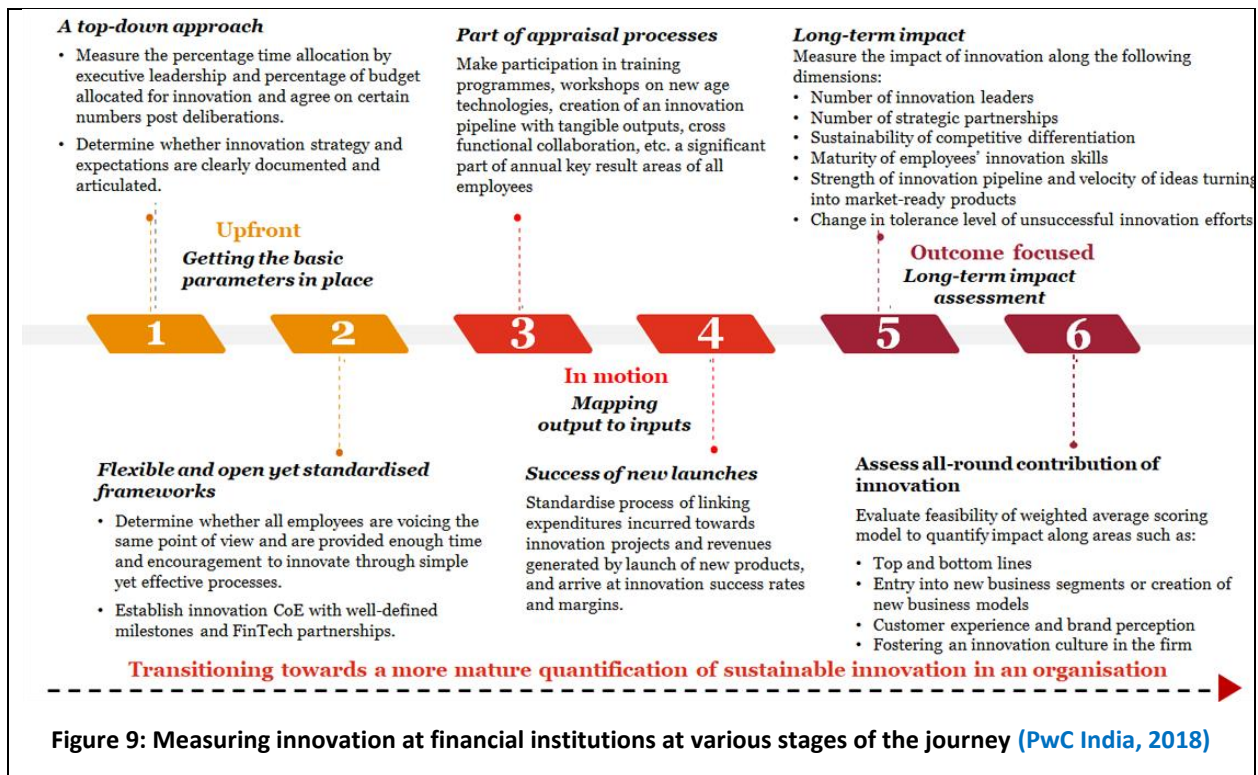 A top-down approach
• Measure the percentage time allocation by
executive leadership and percentage of budget
allocated for innovation and agree on certain
numbers post deliberations.
• Determine whether innovation strategy and
expectations are clearly documented and
articulated.
Part of appraisal processes
Make participation in training
programmes, workshops on new age
technologies, creation of an innovation
pipeline with tangible outputs, cross
functional collaboration, etc. a significant
part of annual key result areas of all
employees
Long-term impact
Measure the impact of innovation along the following
dimensions:
• Number of innovation leaders
• Number of strategic partnerships
• Sustainability of competitive differentiation
• Maturity of employees' innovation skills
• Strength of innovation pipeline and velocity of ideas turning
into market-ready products
• Change in tolerance level of unsuccessful innovation efforts
Upfront
Getting the basic
parameters in place
Outcome focused
Long-term impact
assessment
1
2
3
4
5
6
In motion
Mapping
output to inputs
Flexible and open yet standardised
frameworks
• Determine whether all employees are voicing the
same point of view and are provided enough time
and encouragement to innovate through simple
yet effective processes.
• Establish innovation CoE with well-defined
milestones and FinTech partnerships.
Success of new launches
Standardise process of linking
expenditures incurred towards
innovation projects and revenues
generated by launch of new products,
and arrive at innovation success rates
and margins.
Assess all-round contribution of
innovation
Evaluate feasibility of weighted average scoring
model to quantify impact along areas such as:
• Top and bottom lines
• Entry into new business segments or creation of
new business models
• Customer experience and brand perception
• Fostering an innovation culture in the firm
Transitioning towards a more mature quantification of sustainable innovation in an organisation
Figure 9: Measuring innovation at financial institutions at various stages of the journey (PwC India, 2018)